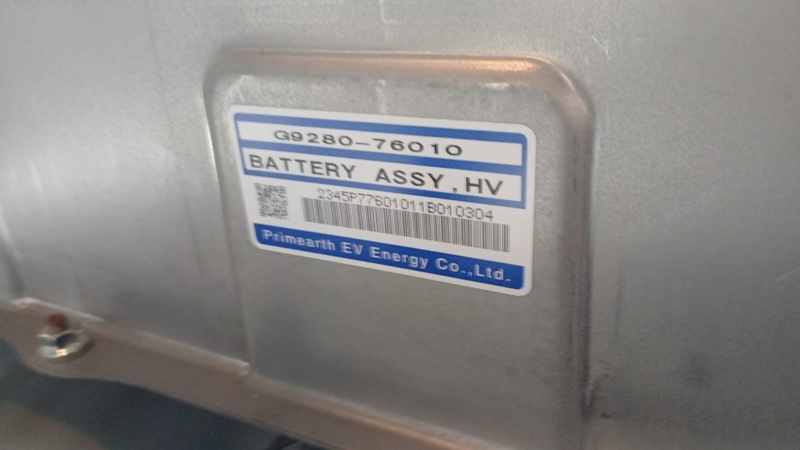 G9280-76010
BATTERY ASSY,HV
2345P77601011B010304
Primearth EV Energy Co.,Ltd.